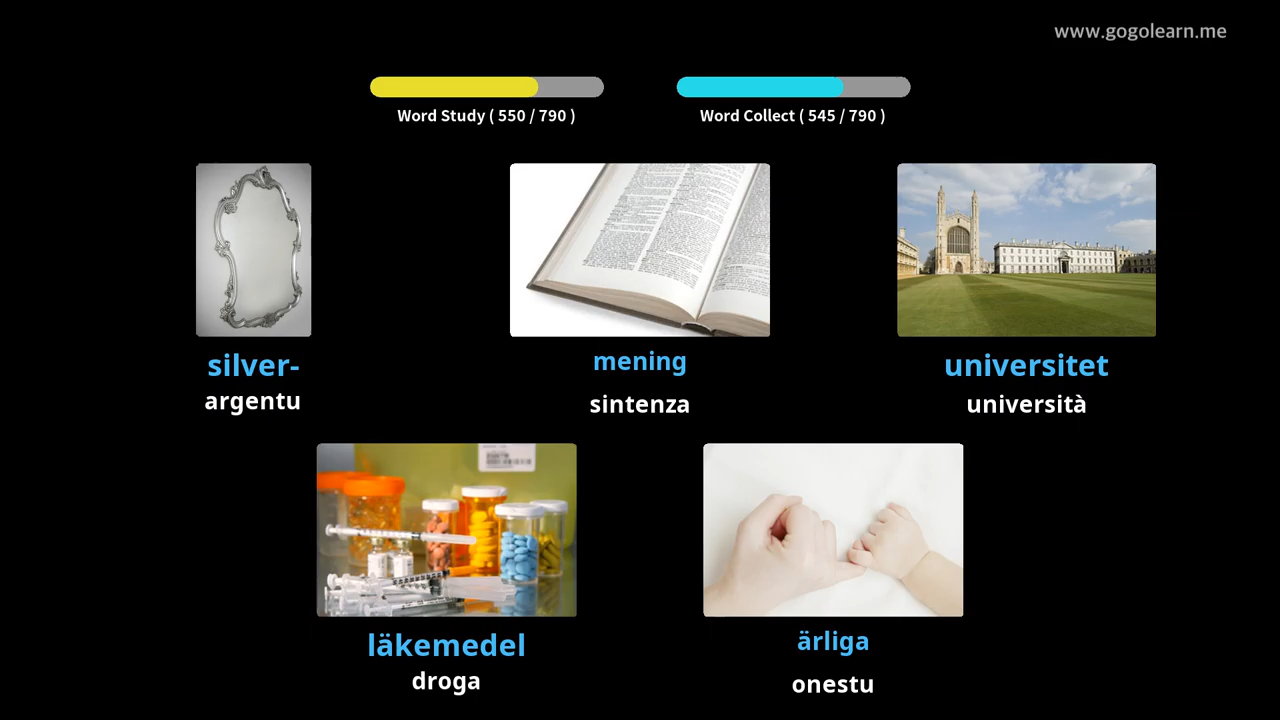 www.gogolearn.me
Word Study ( 550 / 790 )
Word Collect ( 545 / 790 )
silver-
argentu
mening
sintenza
universitet
università
läkemedel
droga
ärliga
onestu